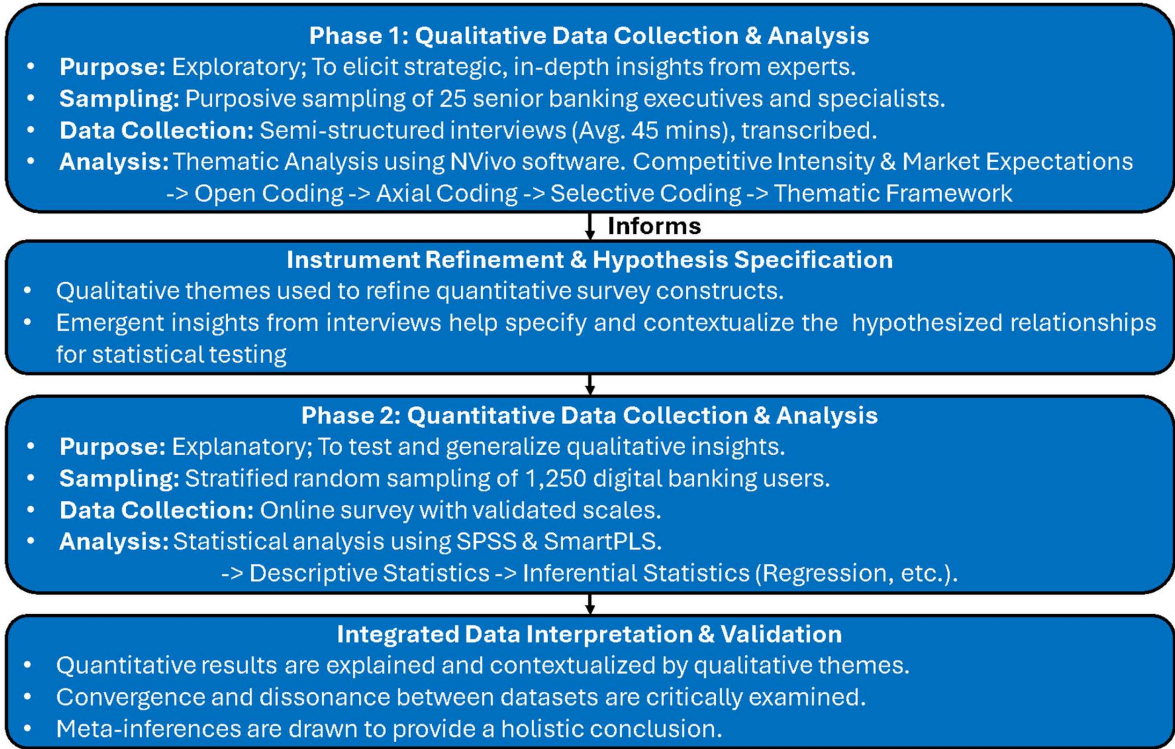 Phase 1: Qualitative Data Collection & Analysis
• Purpose: Exploratory; To elicit strategic, in-depth insights from experts.
• Sampling: Purposive sampling of 25 senior banking executives and specialists.
• Data Collection: Semi-structured interviews (Avg. 45 mins), transcribed.
• Analysis: Thematic Analysis using NVivo software. Competitive Intensity & Market Expectations
-> Open Coding -> Axial Coding -> Selective Coding -> Thematic Framework
Informs
Instrument Refinement & Hypothesis Specification
• Qualitative themes used to refine quantitative survey constructs.
• Emergent insights from interviews help specify and contextualize the hypothesized relationships
for statistical testing
Phase 2: Quantitative Data Collection & Analysis
• Purpose: Explanatory; To test and generalize qualitative insights.
• Sampling: Stratified random sampling of 1,250 digital banking users.
• Data Collection: Online survey with validated scales.
• Analysis: Statistical analysis using SPSS & SmartPLS.
-> Descriptive Statistics -> Inferential Statistics (Regression, etc.).
Integrated Data Interpretation & Validation
• Quantitative results are explained and contextualized by qualitative themes.
• Convergence and dissonance between datasets are critically examined.
• Meta-inferences are drawn to provide a holistic conclusion.